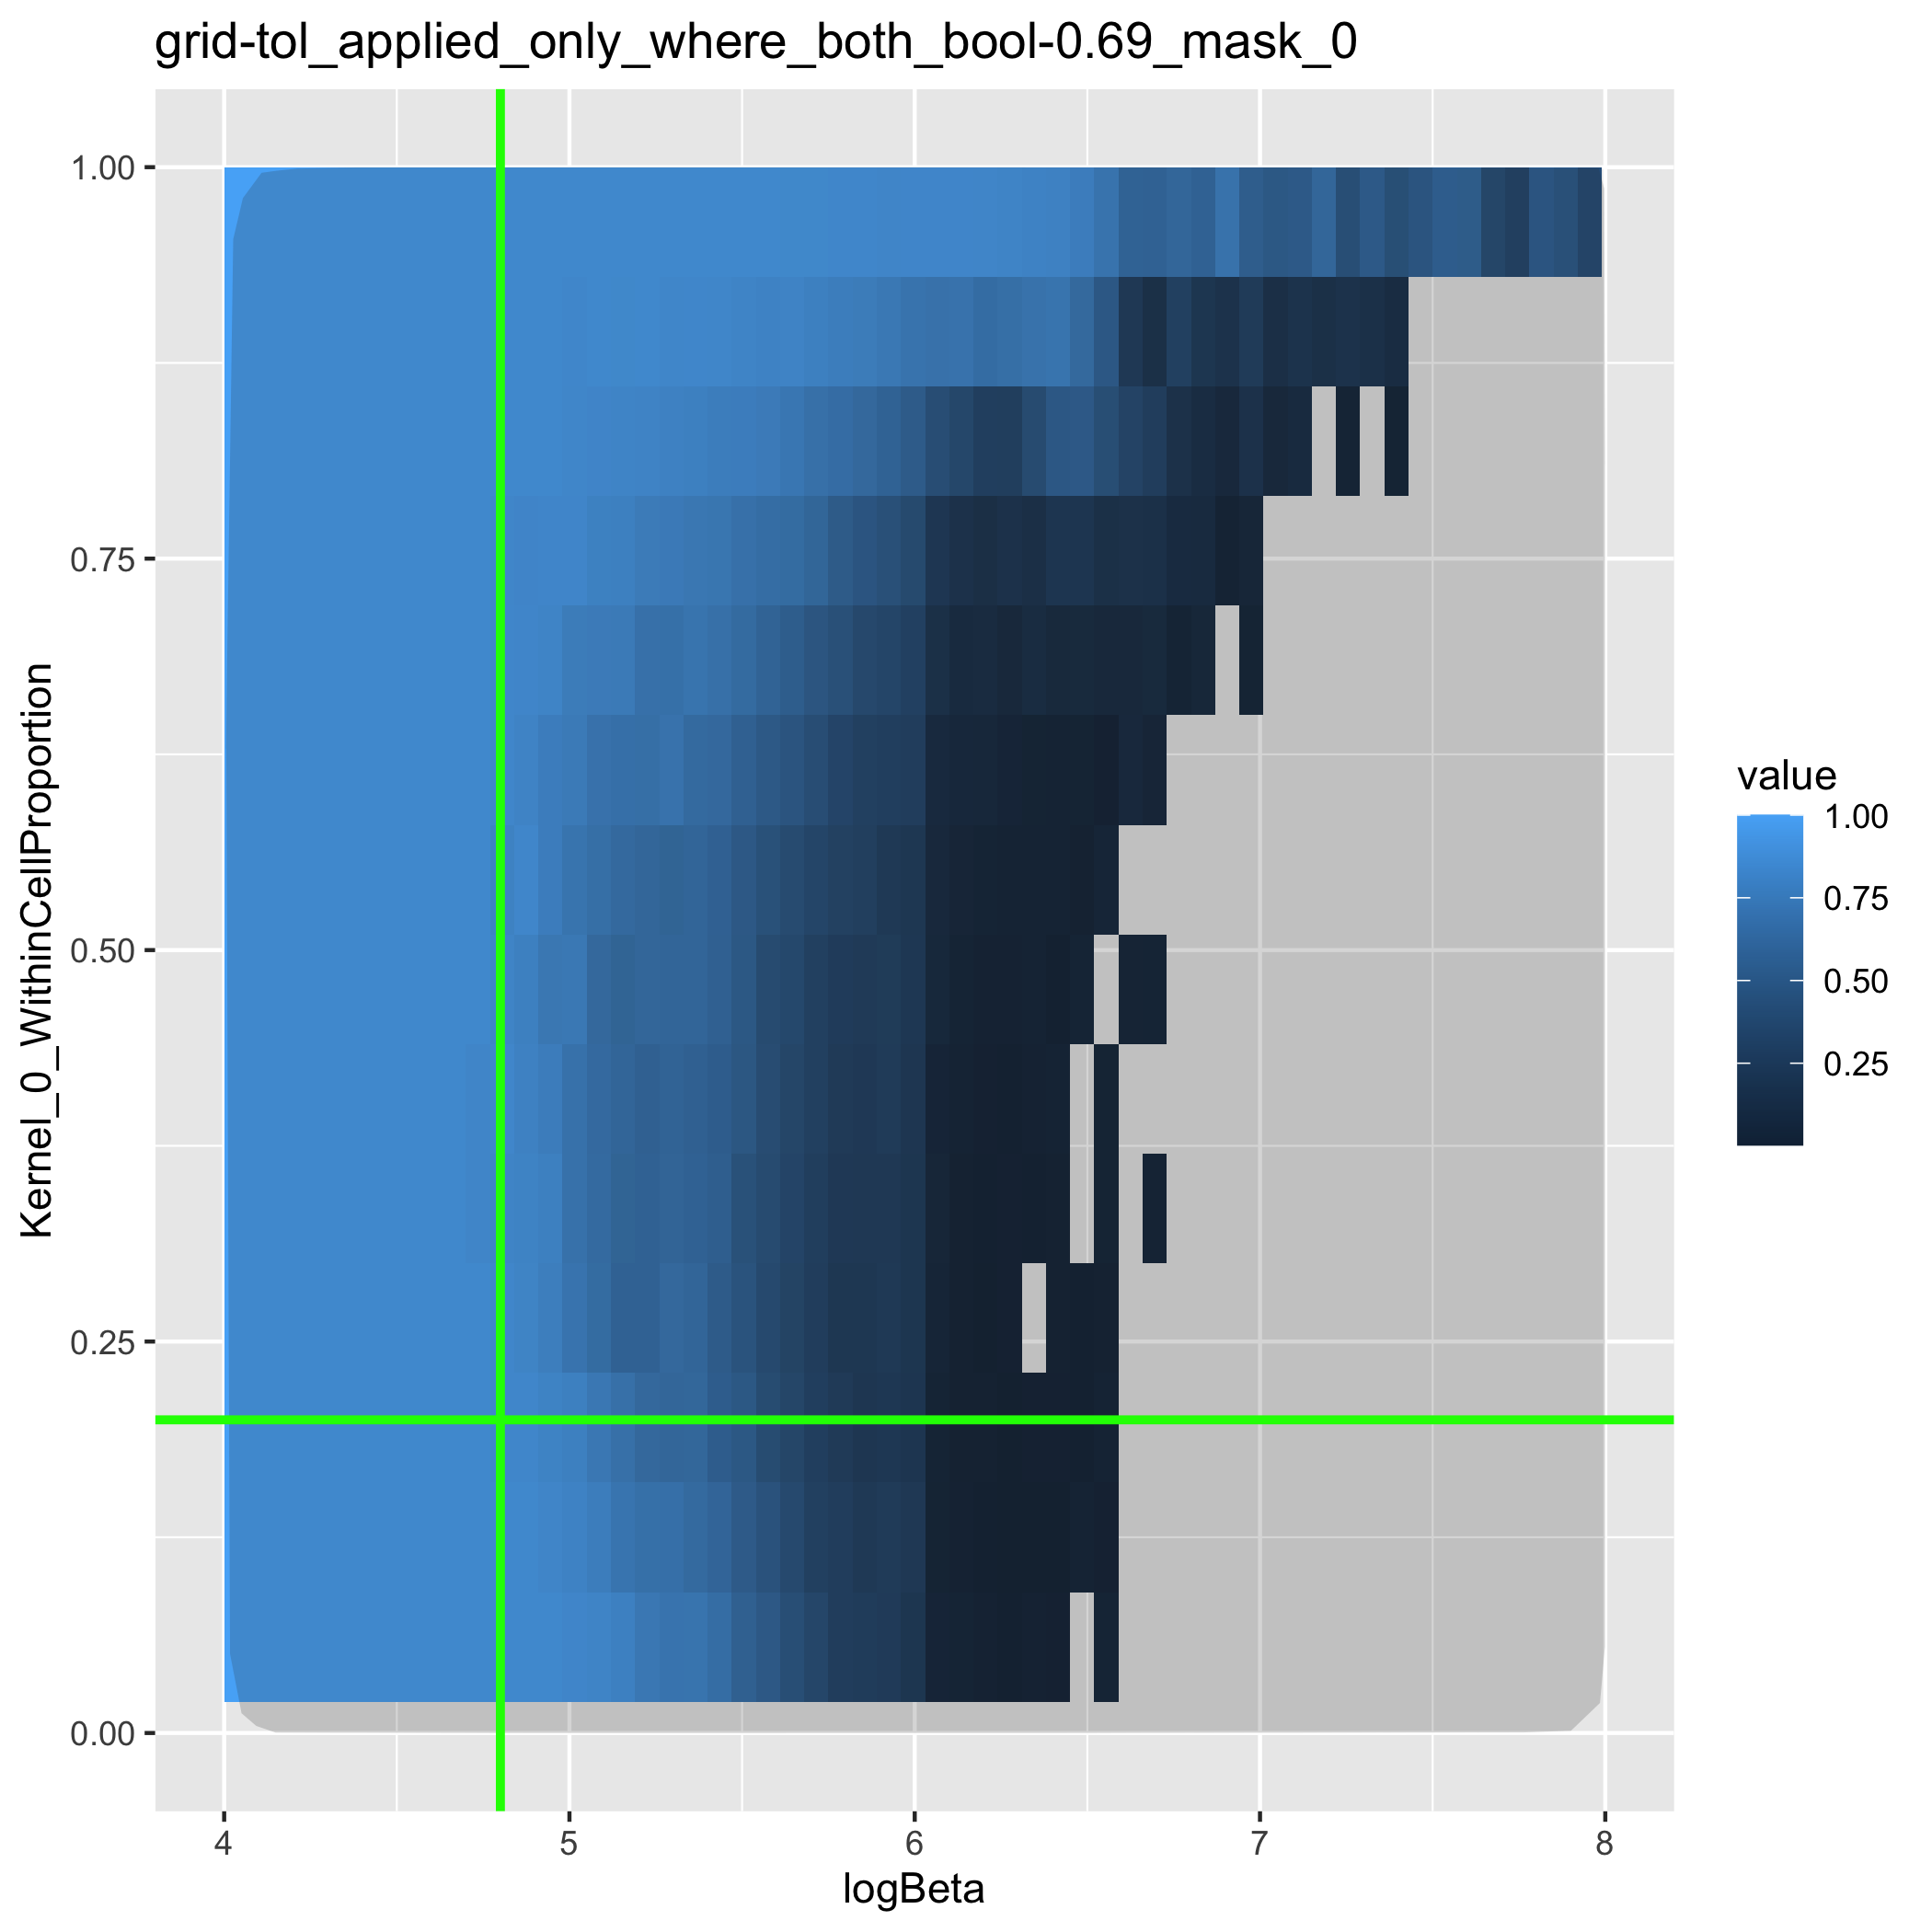 grid-tol_applied_only_where_both_bool-0.69_mask_0
1.00
0.75
0.50
0.25
0.00
Kernel_0_WithinCellProportion
4 5 6 7 8
logBeta
value
1.00
0.75
0.50
0.25